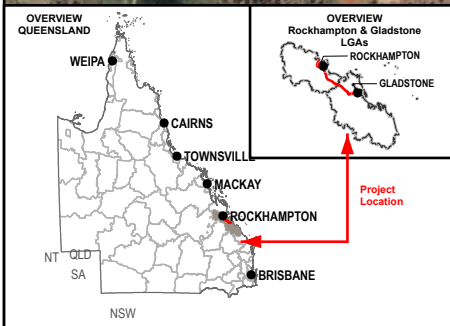 OVERVIEW
QUEENSLAND
WEIPA
CAIRNS
TOWNSVILLE
MACKAY
ROCKHAMPTON
BRISBANE
NT
QLD
SA
NSW
OVERVIEW
Rockhampton & Gladstone
LGAs
ROCKHAMPTON
GLADSTONE
Project
Location